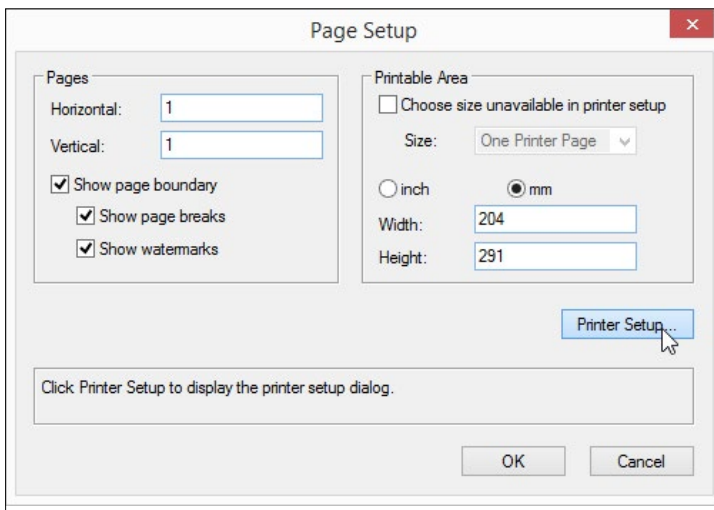 Page Setup
Pages
Horizontal: 1
Vertical: 1
Show page boundary
Show page breaks
Show watermarks
Printable Area
Choose size unavailable in printer setup
Size: One Printer Page
inch mm
Width: 204
Height: 291
Printer Setup...
Click Printer Setup to display the printer setup dialog.
OK Cancel